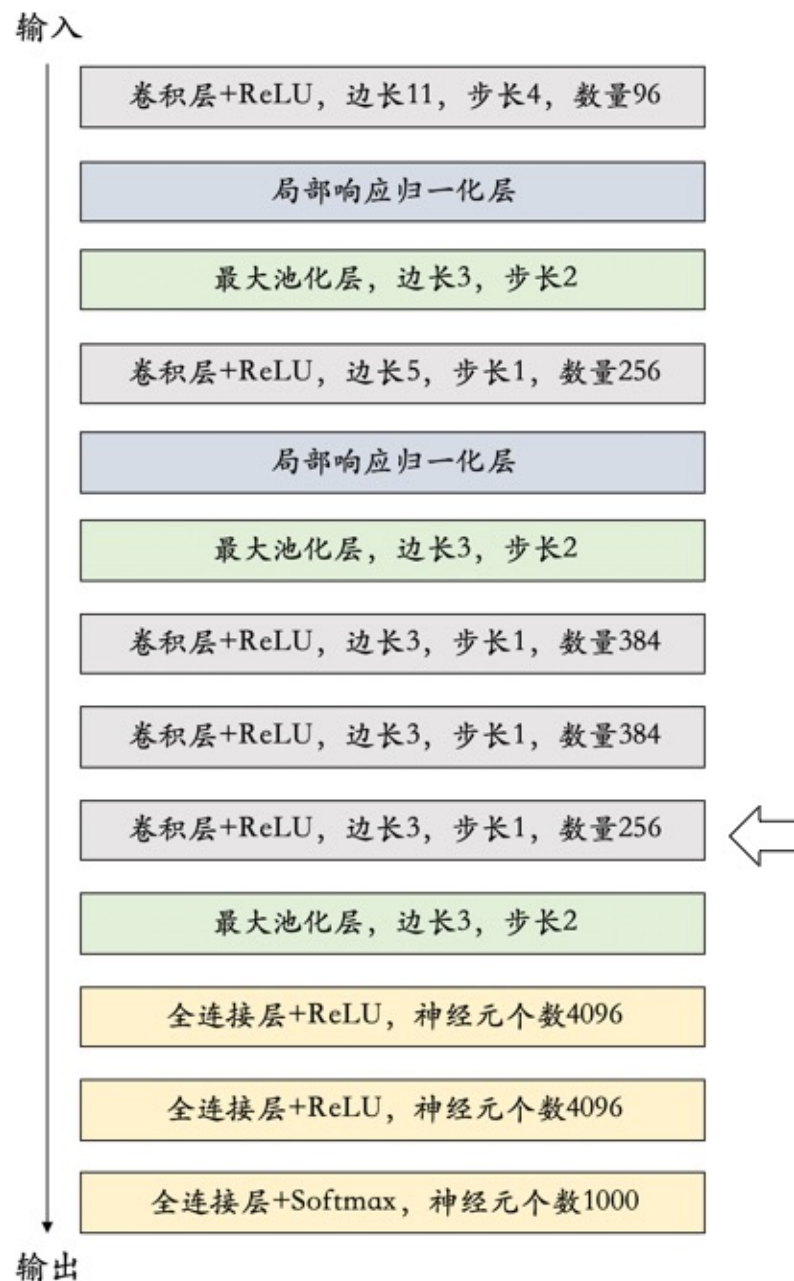 输入
卷积层+ReLU，边长11，步长4，数量96
局部响应归一化层
最大池化层，边长3，步长2
卷积层+ReLU，边长5，步长1，数量256
局部响应归一化层
最大池化层，边长3，步长2
卷积层+ReLU，边长3，步长1，数量384
卷积层+ReLU，边长3，步长1，数量384
卷积层+ReLU，边长3，步长1，数量256
最大池化层，边长3，步长2
全连接层+ReLU，神经元个数4096
全连接层+ReLU，神经元个数4096
全连接层+Softmax，神经元个数1000
输出